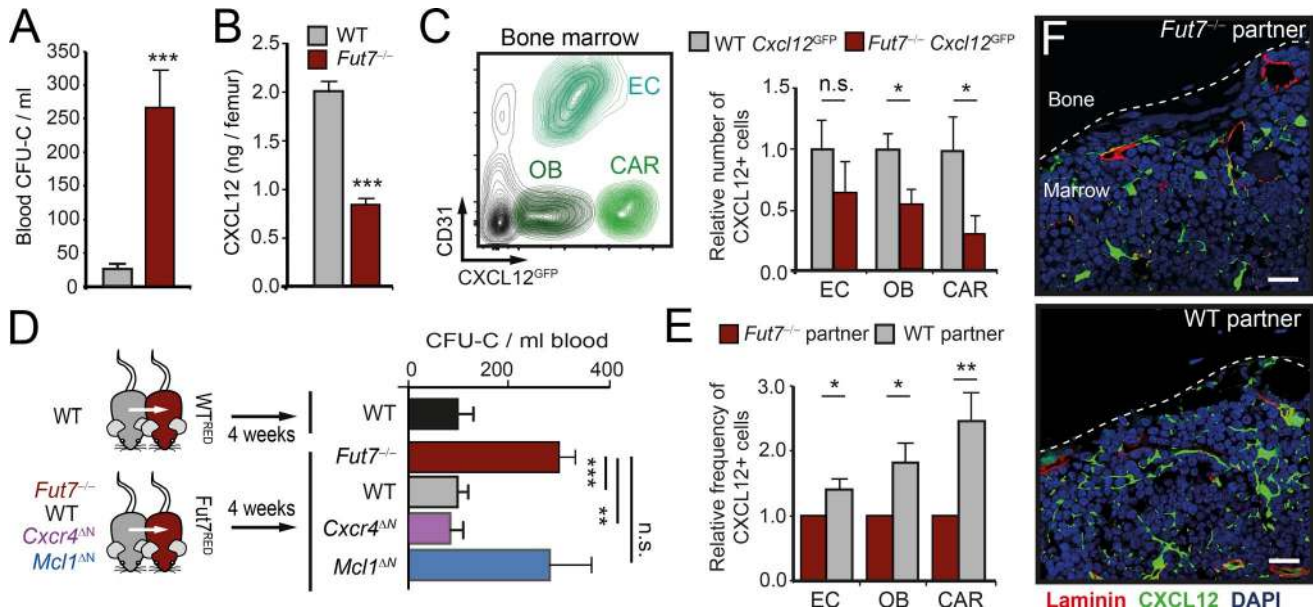 A
Blood CFU-C / ml
350
300
250
200
150
100
50
0
***
B
WT
Fut7–/–
CXCL12 (ng / femur)
2.5
2.0
1.5
1.0
0.5
0.0
***
C
Bone marrow
EC
OB
CAR
CD31
CXCL12GFP
WT Cxcl12GFP
Fut7–/– Cxcl12GFP
Relative number of
CXCL12+ cells
1.0
0.5
0.0
n.s.
*
*
EC
OB
CAR
D
WT
WTRED
4 weeks
Fut7–/–
WT
Cxcr4ΔN
Mcl1ΔN
Fut7RED
4 weeks
CFU-C / ml blood
0
200
400
WT
Fut7–/–
WT
Cxcr4ΔN
Mcl1ΔN
***
**
n.s.
E
Fut7–/– partner
WT partner
Relative frequency of
CXCL12+ cells
3.0
2.0
1.0
0.0
*
*
**
EC
OB
CAR
F
Fut7–/– partner
Bone
Marrow
WT partner
Laminin CXCL12 DAPI